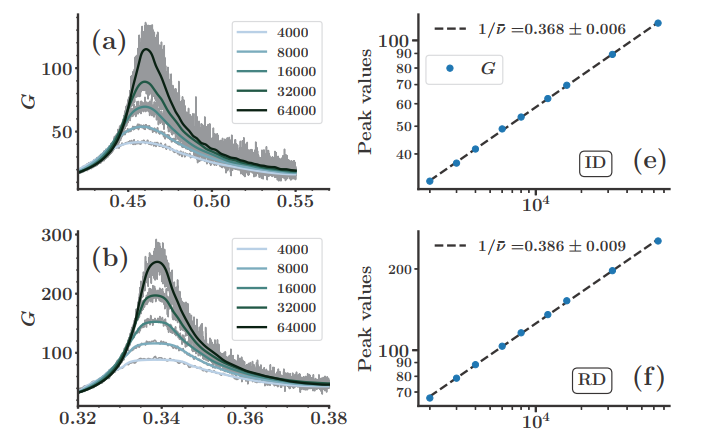 (a)
4000
8000
16000
32000
64000
G
100
50
0.45
0.50
0.55
1/ν̄ =0.368 ± 0.006
G
Peak values
100
90
80
70
60
50
40
10⁴
ID
(e)
(b)
4000
8000
16000
32000
64000
G
300
200
100
0.32
0.34
0.36
0.38
1/ν̄ =0.386 ± 0.009
Peak values
200
100
90
80
70
10⁴
RD
(f)